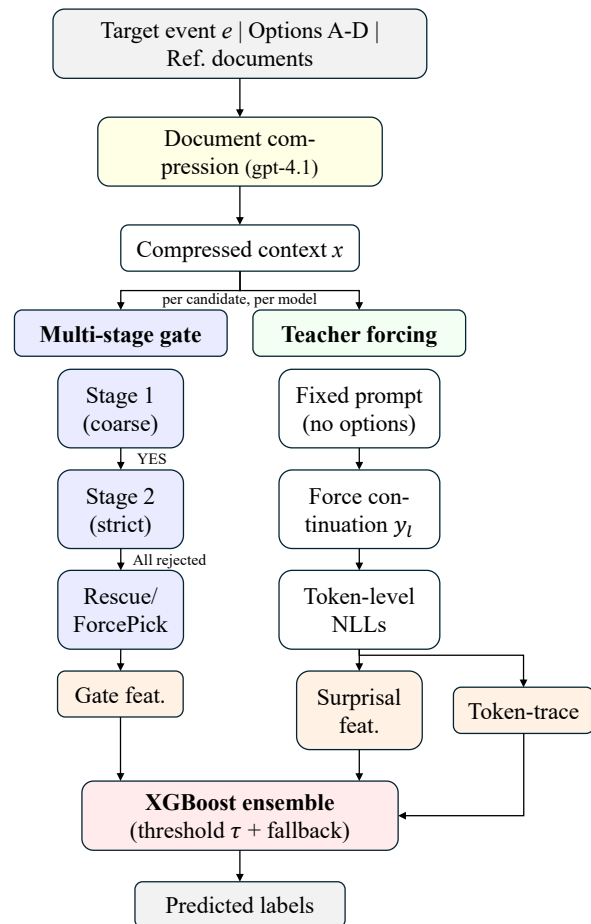 Target event e | Options A-D |
Ref. documents
Document com-
pression (gpt-4.1)
Compressed context x
per candidate, per model
Multi-stage gate
Teacher forcing
Stage 1
(coarse)
Fixed prompt
(no options)
YES
Stage 2
(strict)
Force con-
tinuation y_l
All rejected
Rescue/
ForcePick
Token-level
NLLs
Gate feat.
Surprisal
feat.
Token-trace
XGBoost ensemble
(threshold τ + fallback)
Predicted labels